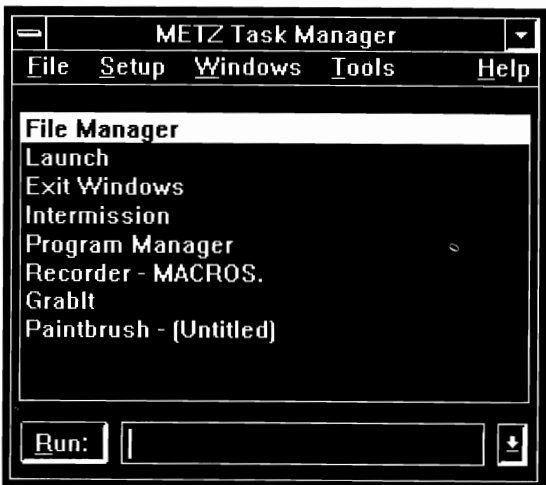 METZ Task Manager
File Setup Windows Tools Help
File Manager
Launch
Exit Windows
Intermission
Program Manager
Recorder - MACROS.
GrabIt
Paintbrush - (Untitled)
Run: